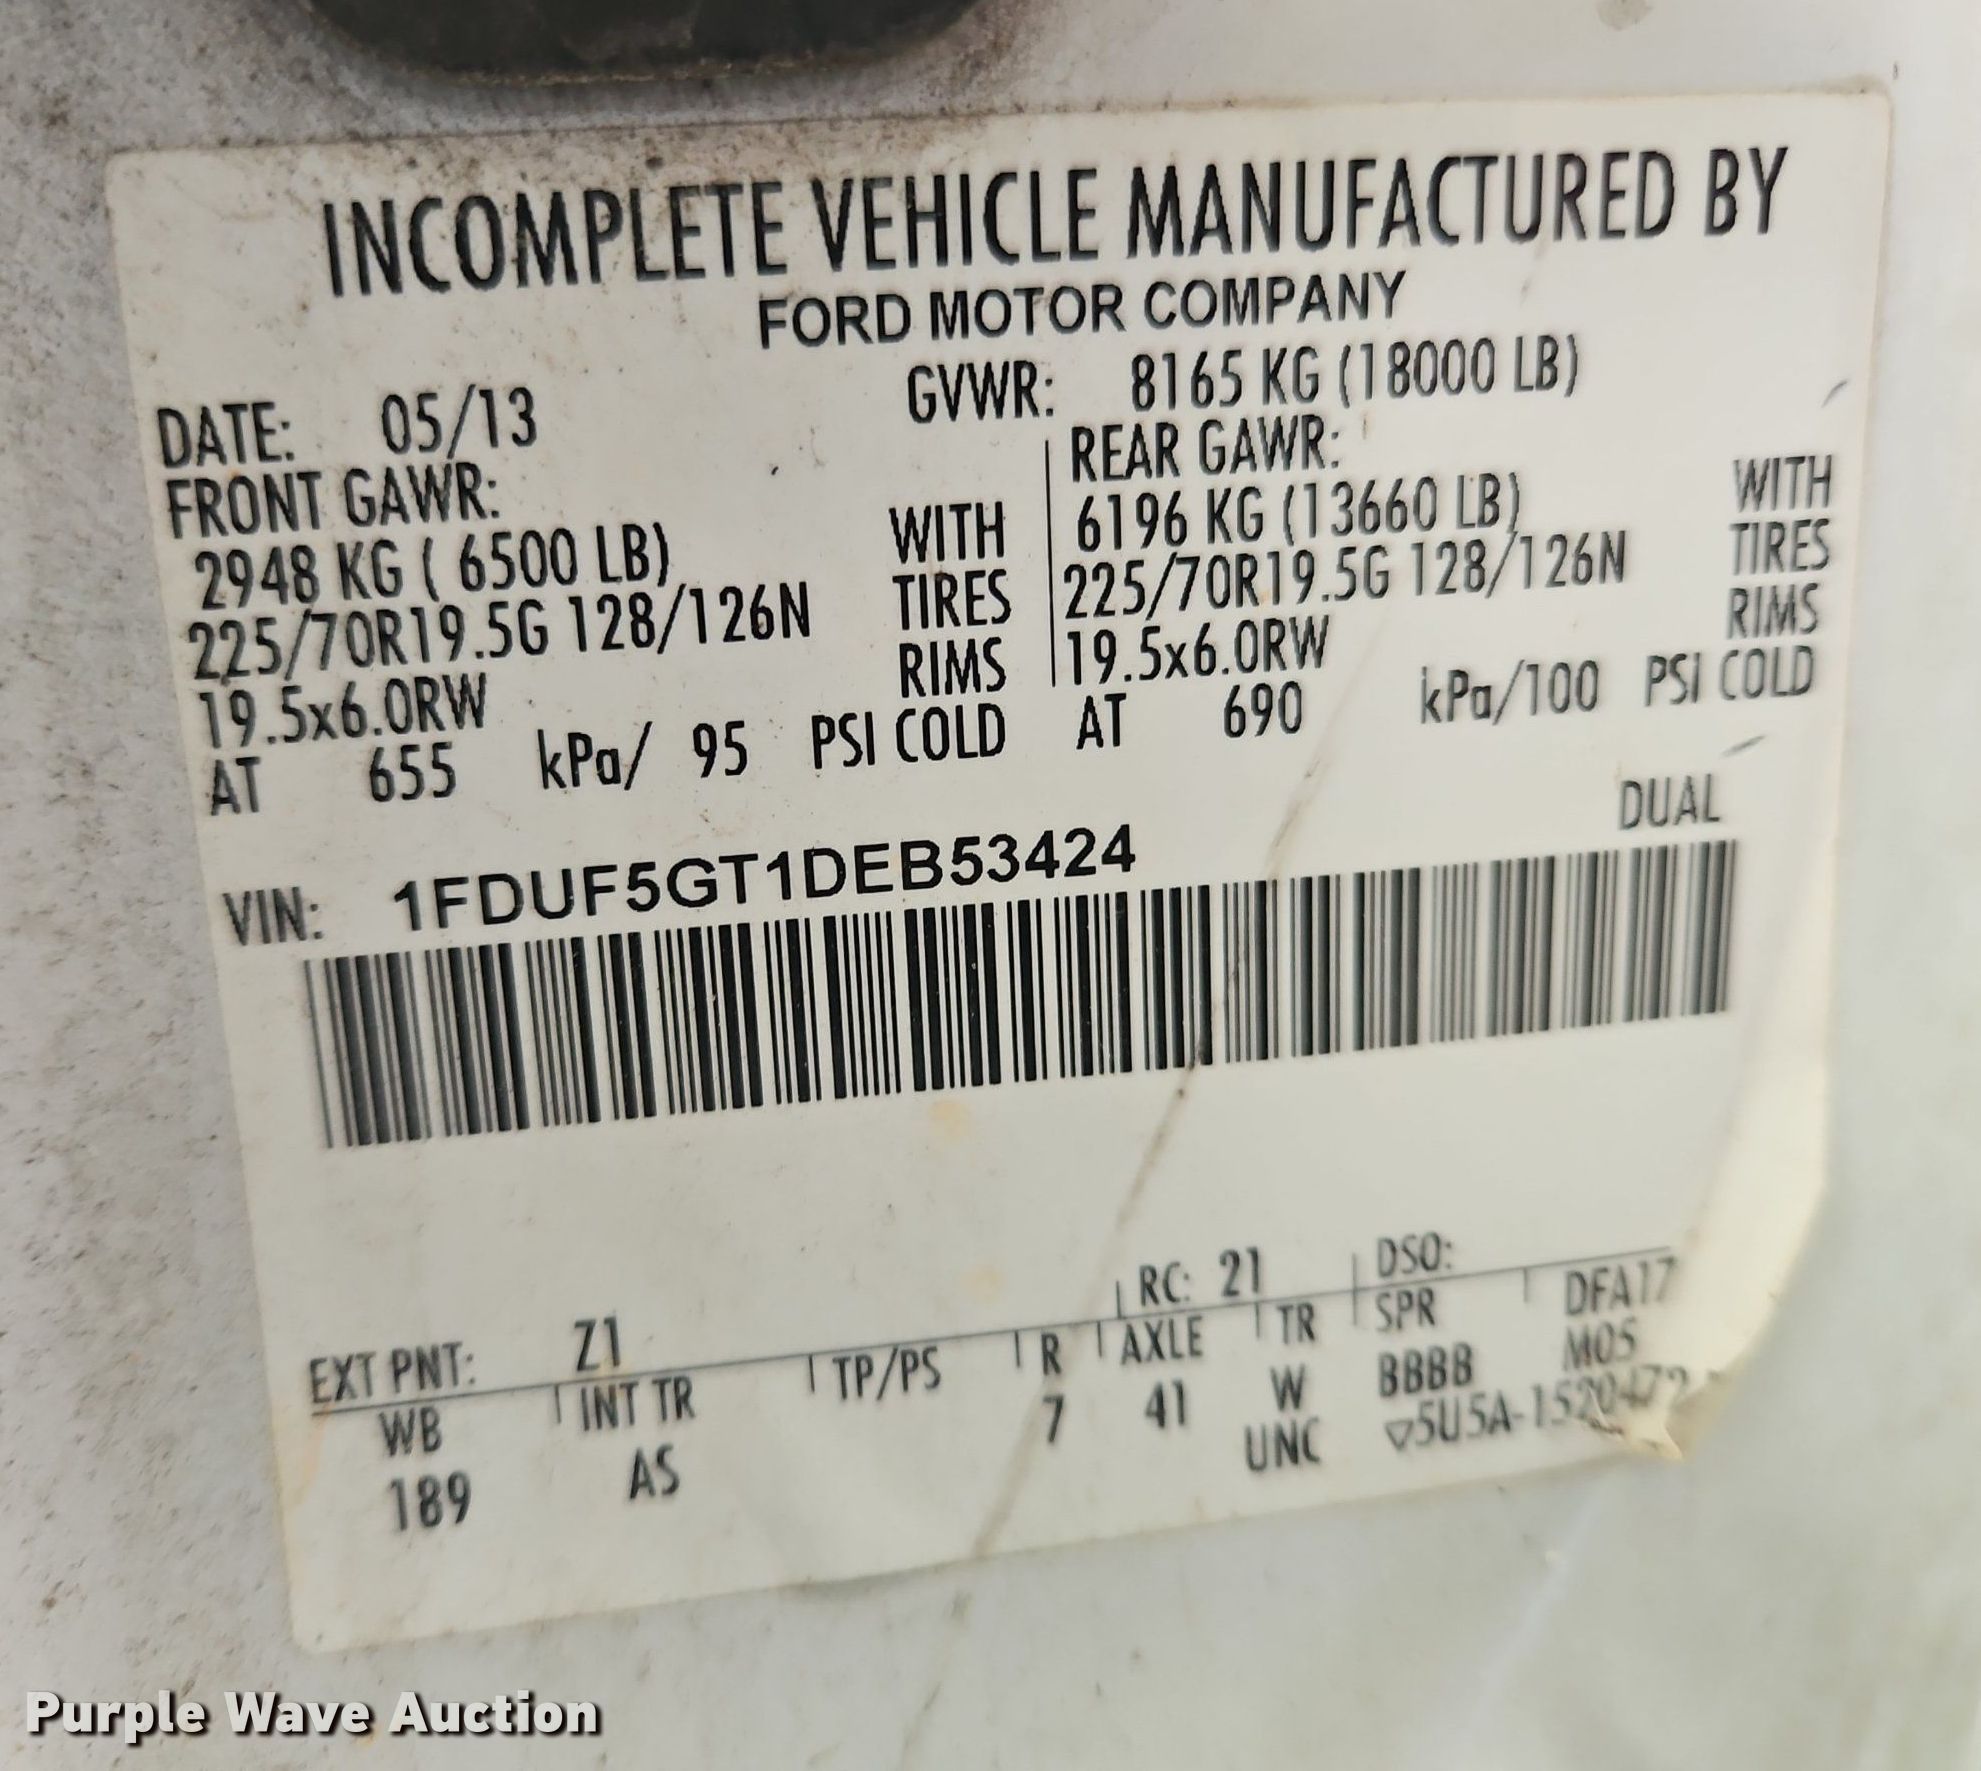 INCOMPLETE VEHICLE MANUFACTURED BY
FORD MOTOR COMPANY
DATE: 05/13 GVWR: 8165 KG (18000 LB)
FRONT GAWR: REAR GAWR:
2948 KG ( 6500 LB) WITH 6196 KG (13660 LB) WITH
225/70R19.5G 128/126N TIRES 225/70R19.5G 128/126N TIRES
19.5x6.0RW RIMS 19.5x6.0RW RIMS
AT 655 kPa/ 95 PSI COLD AT 690 kPa/100 PSI COLD
DUAL
VIN: 1FDUF5GT1DEB53424
EXT PNT: Z1 RC: 21 DSO:
WB INT TR TP/PS R AXLE TR SPR DFA17
189 AS 7 41 W BBBB M05
UNC
Purple Wave Auction